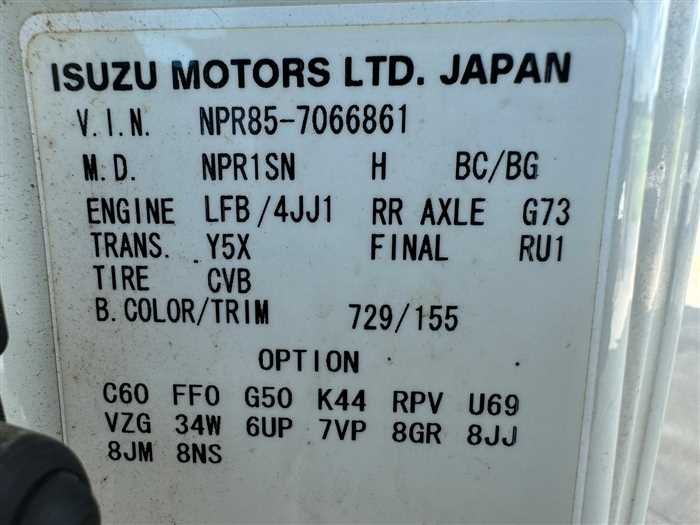 ISUZU MOTORS LTD. JAPAN
V.I.N. NPR85-7066861
M.D. NPR1SN H BC/BG
ENGINE LFB/4JJ1 RR AXLE G73
TRANS. Y5X FINAL RU1
TIRE CVB
B.COLOR/TRIM 729/155
OPTION
C60 FF0 G50 K44 RPV U69
VZG 34W 6UP 7VP 8GR 8JJ
8JM 8NS